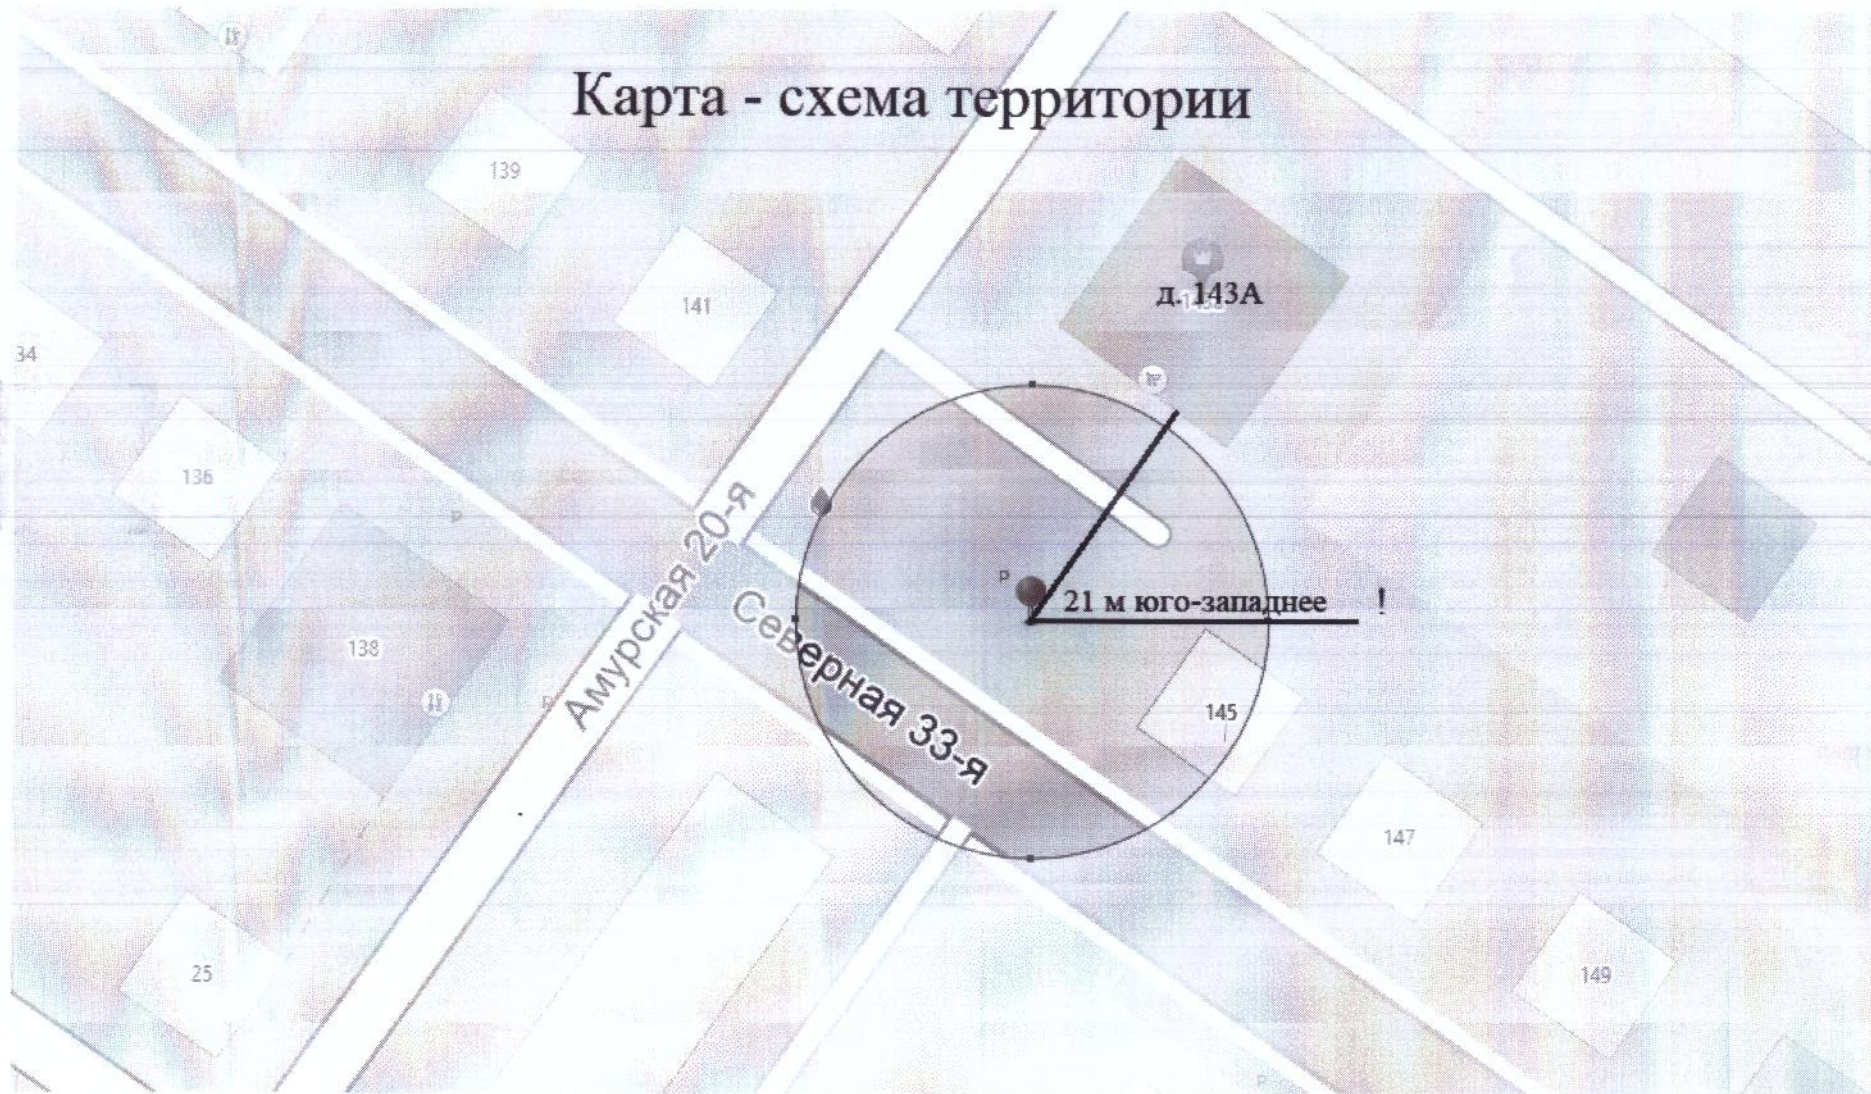 Карта - схема территории
139
141
д. 143А
34
136
Р
138
Р
Амурская 20-я
Северная 33-я
Р
21 м юго-западнее !
145
147
149
25
Р